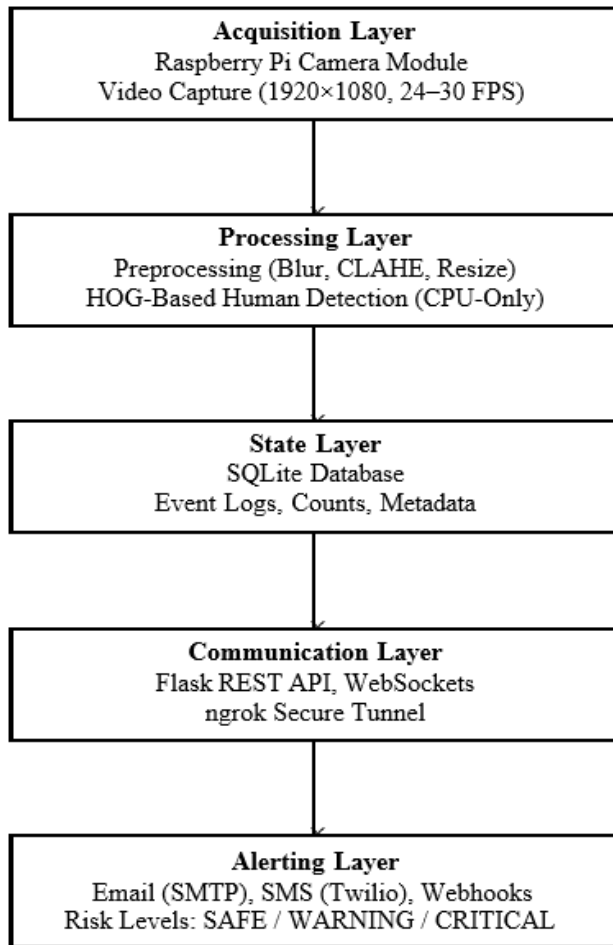 Acquisition Layer
Raspberry Pi Camera Module
Video Capture (1920×1080, 24–30 FPS)
Processing Layer
Preprocessing (Blur, CLAHE, Resize)
HOG-Based Human Detection (CPU-Only)
State Layer
SQLite Database
Event Logs, Counts, Metadata
Communication Layer
Flask REST API, WebSockets
ngrok Secure Tunnel
Alerting Layer
Email (SMTP), SMS (Twilio), Webhooks
Risk Levels: SAFE / WARNING / CRITICAL